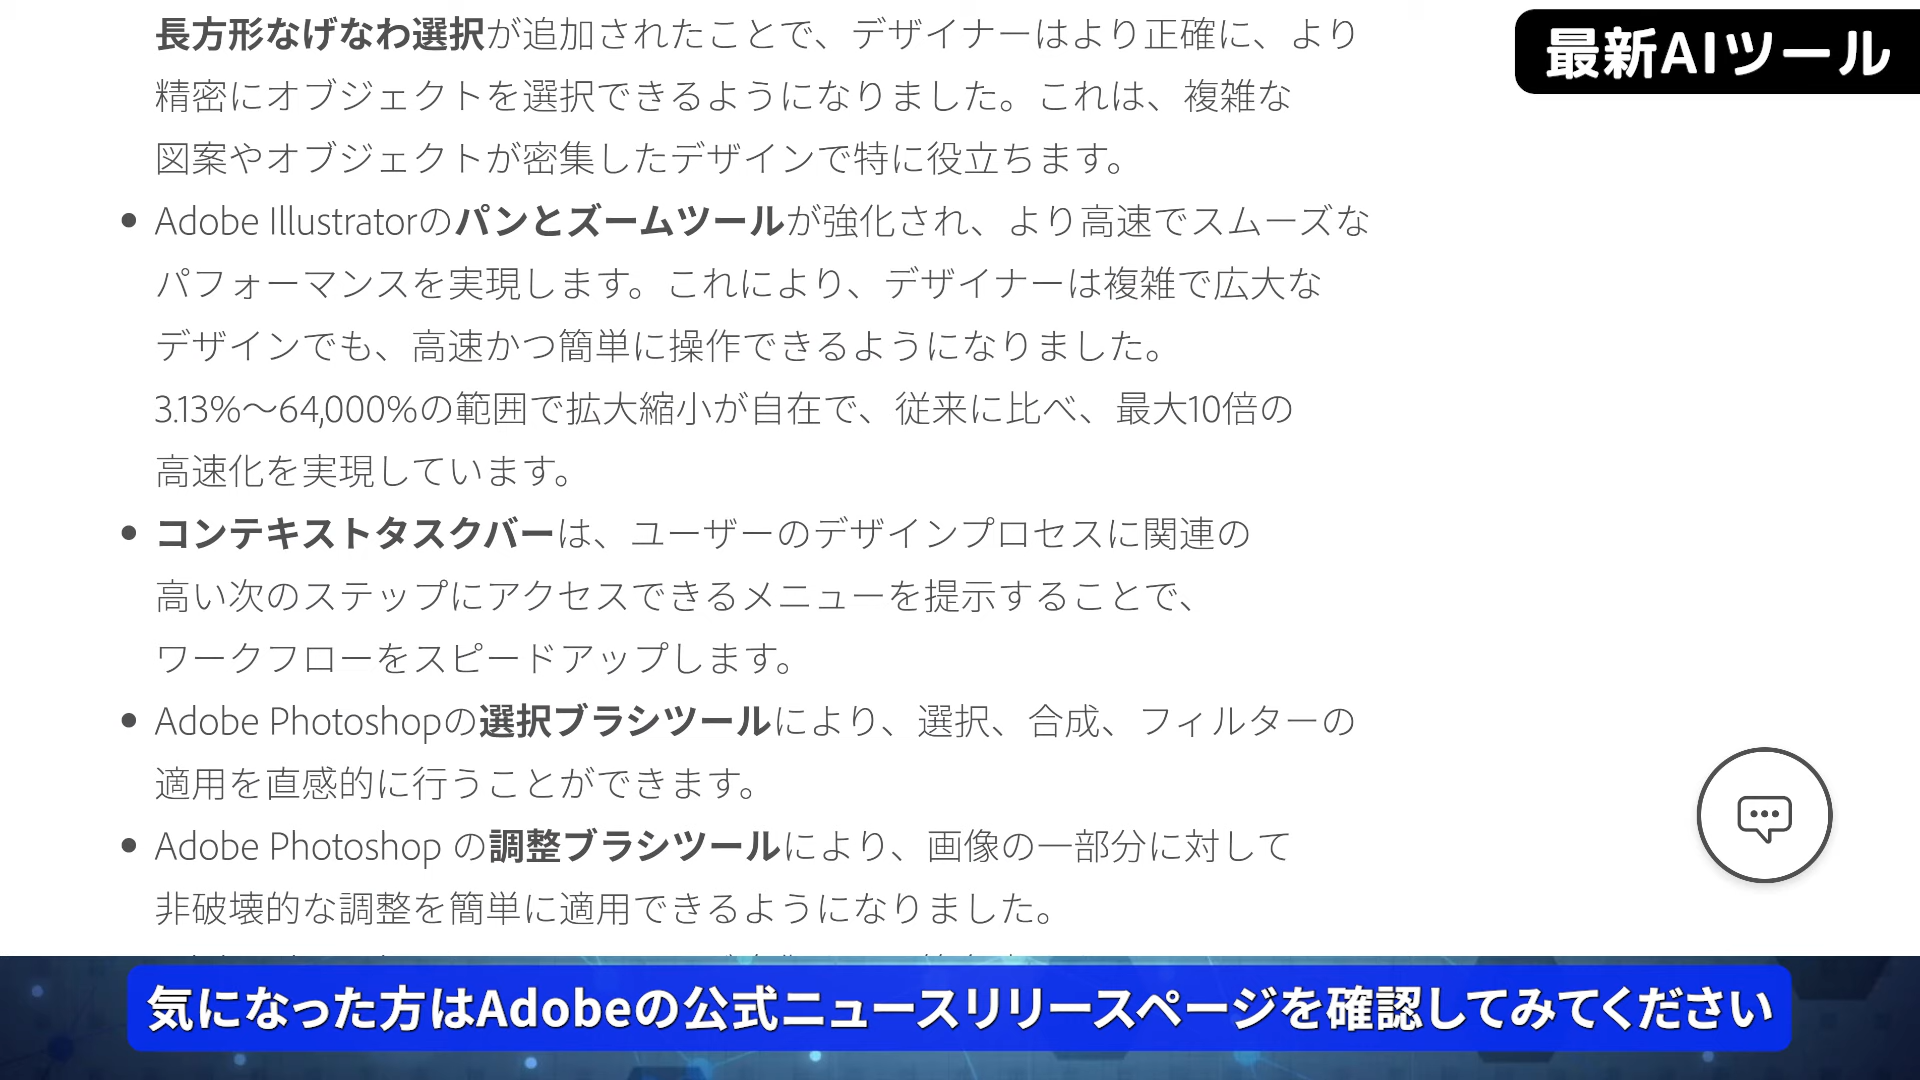 長方形なげなわ選択が追加されたことで、デザイナーはより正確に、より
最新AIツール
精密にオブジェクトを選択できるようになりました。これは、複雑な
図案やオブジェクトが密集したデザインで特に役立ちます。
• Adobe Illustratorのパンとズームツールが強化され、より高速でスムーズな
パフォーマンスを実現します。これにより、デザイナーは複雑で広大な
デザインでも、高速かつ簡単に操作できるようになりました。
3.13%〜64,000%の範囲で拡大縮小が自在で、従来に比べ、最大10倍の
高速化を実現しています。
• コンテキストタスクバーは、ユーザーのデザインプロセスに関連の
高い次のステップにアクセスできるメニューを提示することで、
ワークフローをスピードアップします。
• Adobe Photoshopの選択ブラシツールにより、選択、合成、フィルターの
適用を直感的に行うことができます。
• Adobe Photoshop の調整ブラシツールにより、画像の一部分に対して
非破壊的な調整を簡単に適用できるようになりました。
気になった方はAdobeの公式ニュースリリースページを確認してみてください